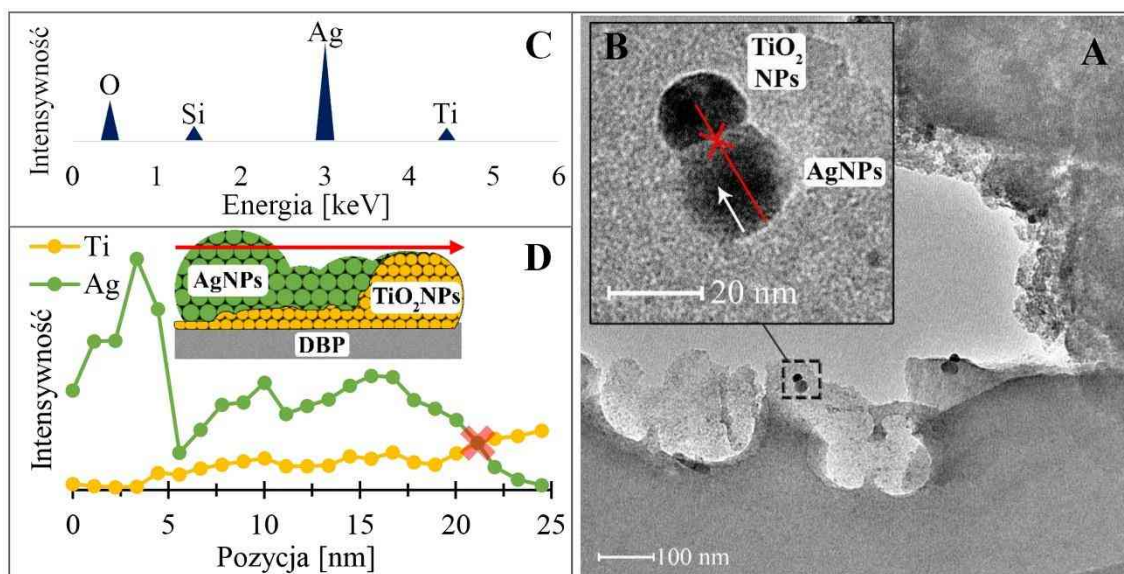 C
Intensywność
O
Si
Ag
Ti
0 1 2 3 4 5 6
Energia [keV]
Ti
Ag
D
AgNPs
TiO₂NPs
DBP
Intensywność
0 5 10 15 20 25
Pozycja [nm]
B
TiO₂
NPs
AgNPs
20 nm
A
100 nm